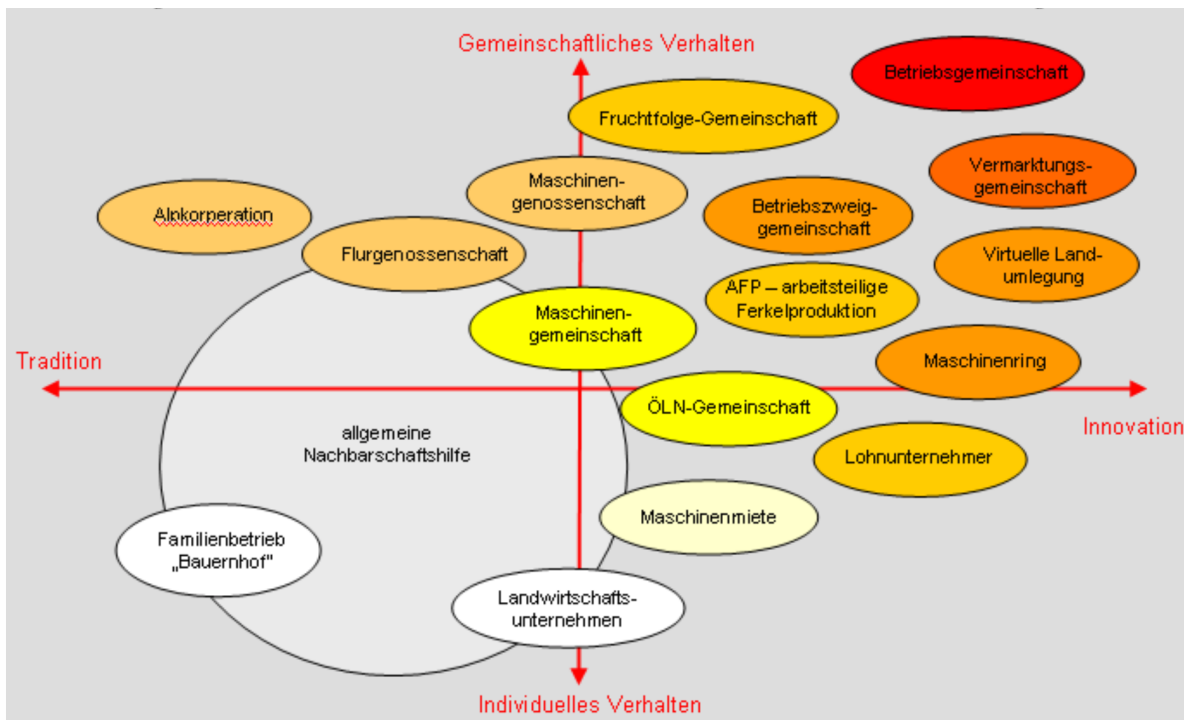 Gemeinschaftliches Verhalten
Betriebsgemeinschaft
Fruchtfolge-Gemeinschaft
Vermarktungs-
gemeinschaft
Maschinen-
genossenschaft
Alpkorperation
Betriebszweig-
gemeinschaft
Flurgenossenschaft
Virtuelle Land-
umlegung
AFP – arbeitsteilige
Ferkelproduktion
Maschinen-
gemeinschaft
Tradition
Maschinenring
ÖLN-Gemeinschaft
Innovation
allgemeine
Nachbarschaftshilfe
Lohnunternehmer
Maschinenmiete
Familienbetrieb
„Bauernhof"
Landwirtschafts-
unternehmen
Individuelles Verhalten